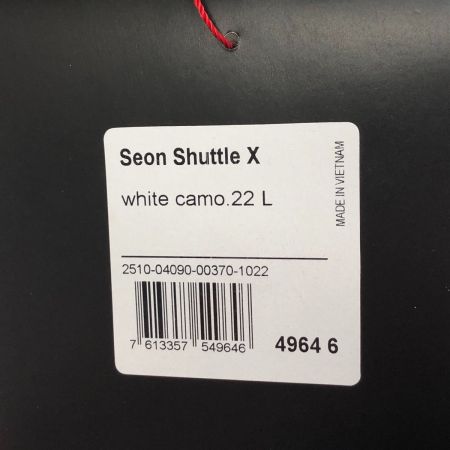 Seon Shuttle X
white camo.22 L
MADE IN VIETNAM
2510-04090-00370-1022
7 613357 549646
4964 6